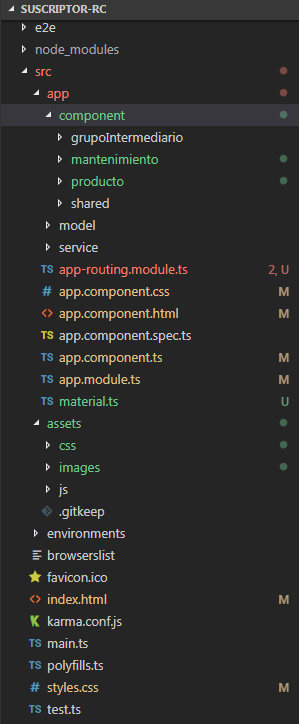 SUSCRIPTOR-RC
e2e
node_modules
src
app
component
grupoIntermediario
mantenimiento
producto
shared
model
service
TS app-routing.module.ts 2, U
# app.component.css M
<> app.component.html M
TS app.component.spec.ts
TS app.component.ts M
TS app.module.ts M
TS material.ts U
assets
css
images
js
.gitkeep
environments
browserslist
favicon.ico
<> index.html M
K karma.conf.js
TS main.ts
TS polyfills.ts
# styles.css M
TS test.ts